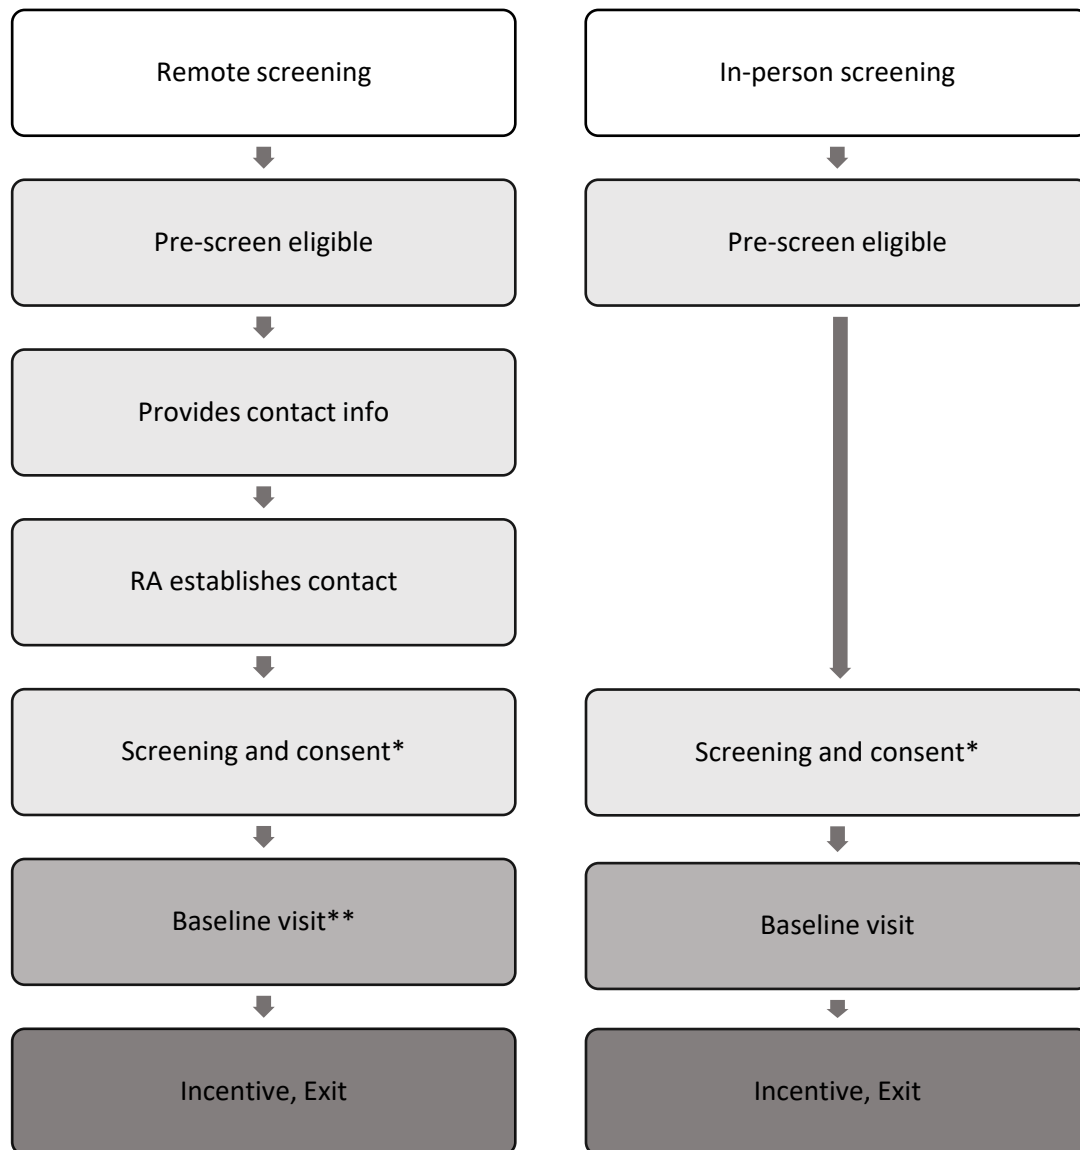 Remote screening
Pre-screen eligible
Provides contact info
RA establishes contact
Screening and consent*
Baseline visit**
Incentive, Exit
In-person screening
Pre-screen eligible
Screening and consent*
Baseline visit
Incentive, Exit